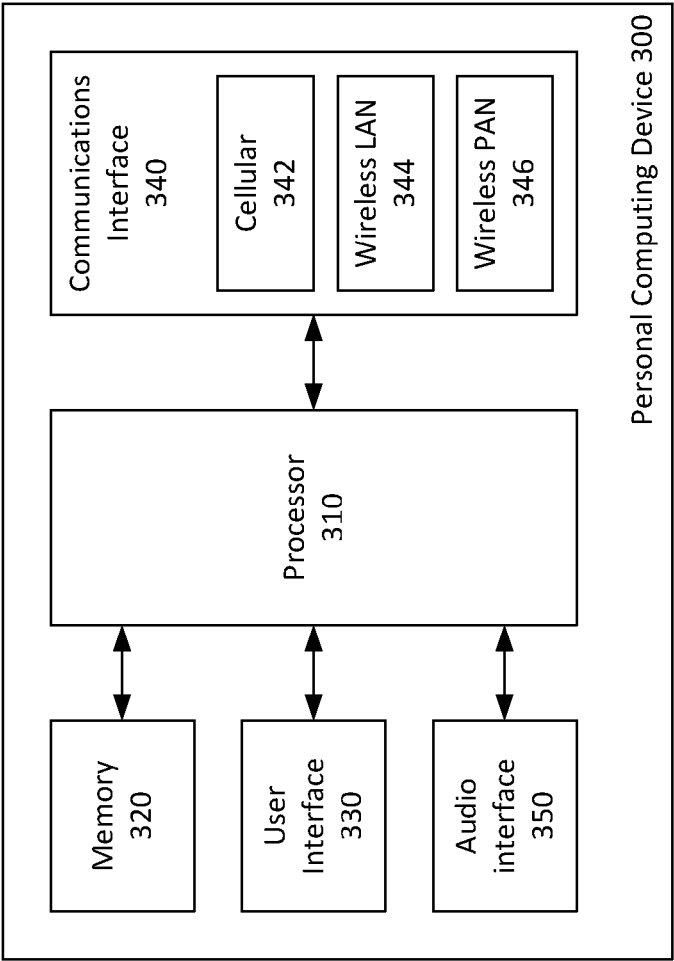 Memory
320
User
Interface
330
Audio
interface
350
Processor
310
Communications
Interface
340
Cellular
342
Wireless LAN
344
Wireless PAN
346
Personal Computing Device 300